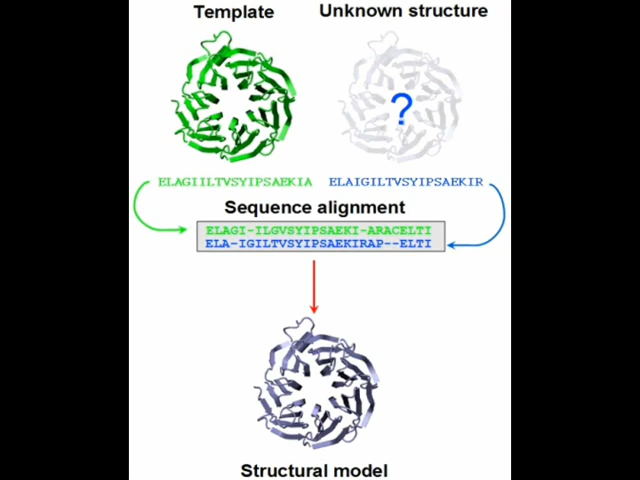 Template
Unknown structure
?
ELAGIILTVSYIPSAEKIA
ELAIGILTVSYIPSAEKIR
Sequence alignment
ELAGI-ILGVSYIPSAEKI-ARACELTI
ELA-IGILTVSYIPSAEKIRAP--ELTI
Structural model